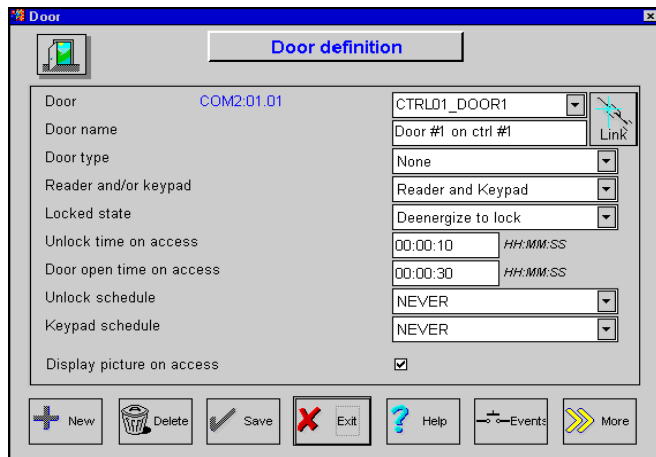 Door
Door definition
Door COM2:01.01 CTRL01_DOOR1
Link
Door name Door #1 on ctrl #1
Door type None
Reader and/or keypad Reader and Keypad
Locked state Deenergize to lock
Unlock time on access 00:00:10 HH:MM:SS
Door open time on access 00:00:30 HH:MM:SS
Unlock schedule NEVER
Keypad schedule NEVER
Display picture on access
New Delete Save Exit Help Events More